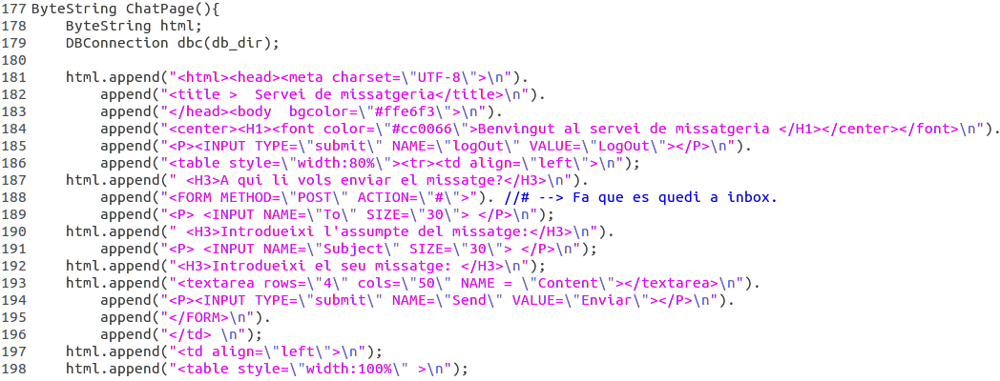 177 ByteString ChatPage(){
178     ByteString html;
179     DBConnection dbc(db_dir);
180
181     html.append("<html><head><meta charset=\"UTF-8\">\n").
182         append("<title >  Servei de missatgeria</title>\n").
183         append("</head><body  bgcolor=\"#ffe6f3\">\n").
184         append("<center><H1><font color=\"#cc0066\">Benvingut al servei de missatgeria </H1></center></font>\n").
185         append("<P><INPUT TYPE=\"submit\" NAME=\"logOut\" VALUE=\"LogOut\"></P>\n").
186         append("<table style=\"width:80%\"><tr><td align=\"left\">\n");
187     html.append(" <H3>A qui li vols enviar el missatge?</H3>\n").
188         append("<FORM METHOD=\"POST\" ACTION=\"#\">"). //# --> Fa que es quedi a inbox.
189         append("<P> <INPUT NAME=\"To\" SIZE=\"30\"> </P>\n");
190     html.append(" <H3>Introdueixi l'assumpte del missatge:</H3>\n").
191         append("<P> <INPUT NAME=\"Subject\" SIZE=\"30\"> </P>\n");
192     html.append("<H3>Introdueixi el seu missatge: </H3>\n");
193     html.append("<textarea rows=\"4\" cols=\"50\" NAME = \"Content\"></textarea>\n").
194         append("<P><INPUT TYPE=\"submit\" NAME=\"Send\" VALUE=\"Enviar\"></P>\n").
195         append("</FORM>\n").
196         append("</td> \n");
197     html.append("<td align=\"left\">\n");
198     html.append("<table style=\"width:100%\" >\n");